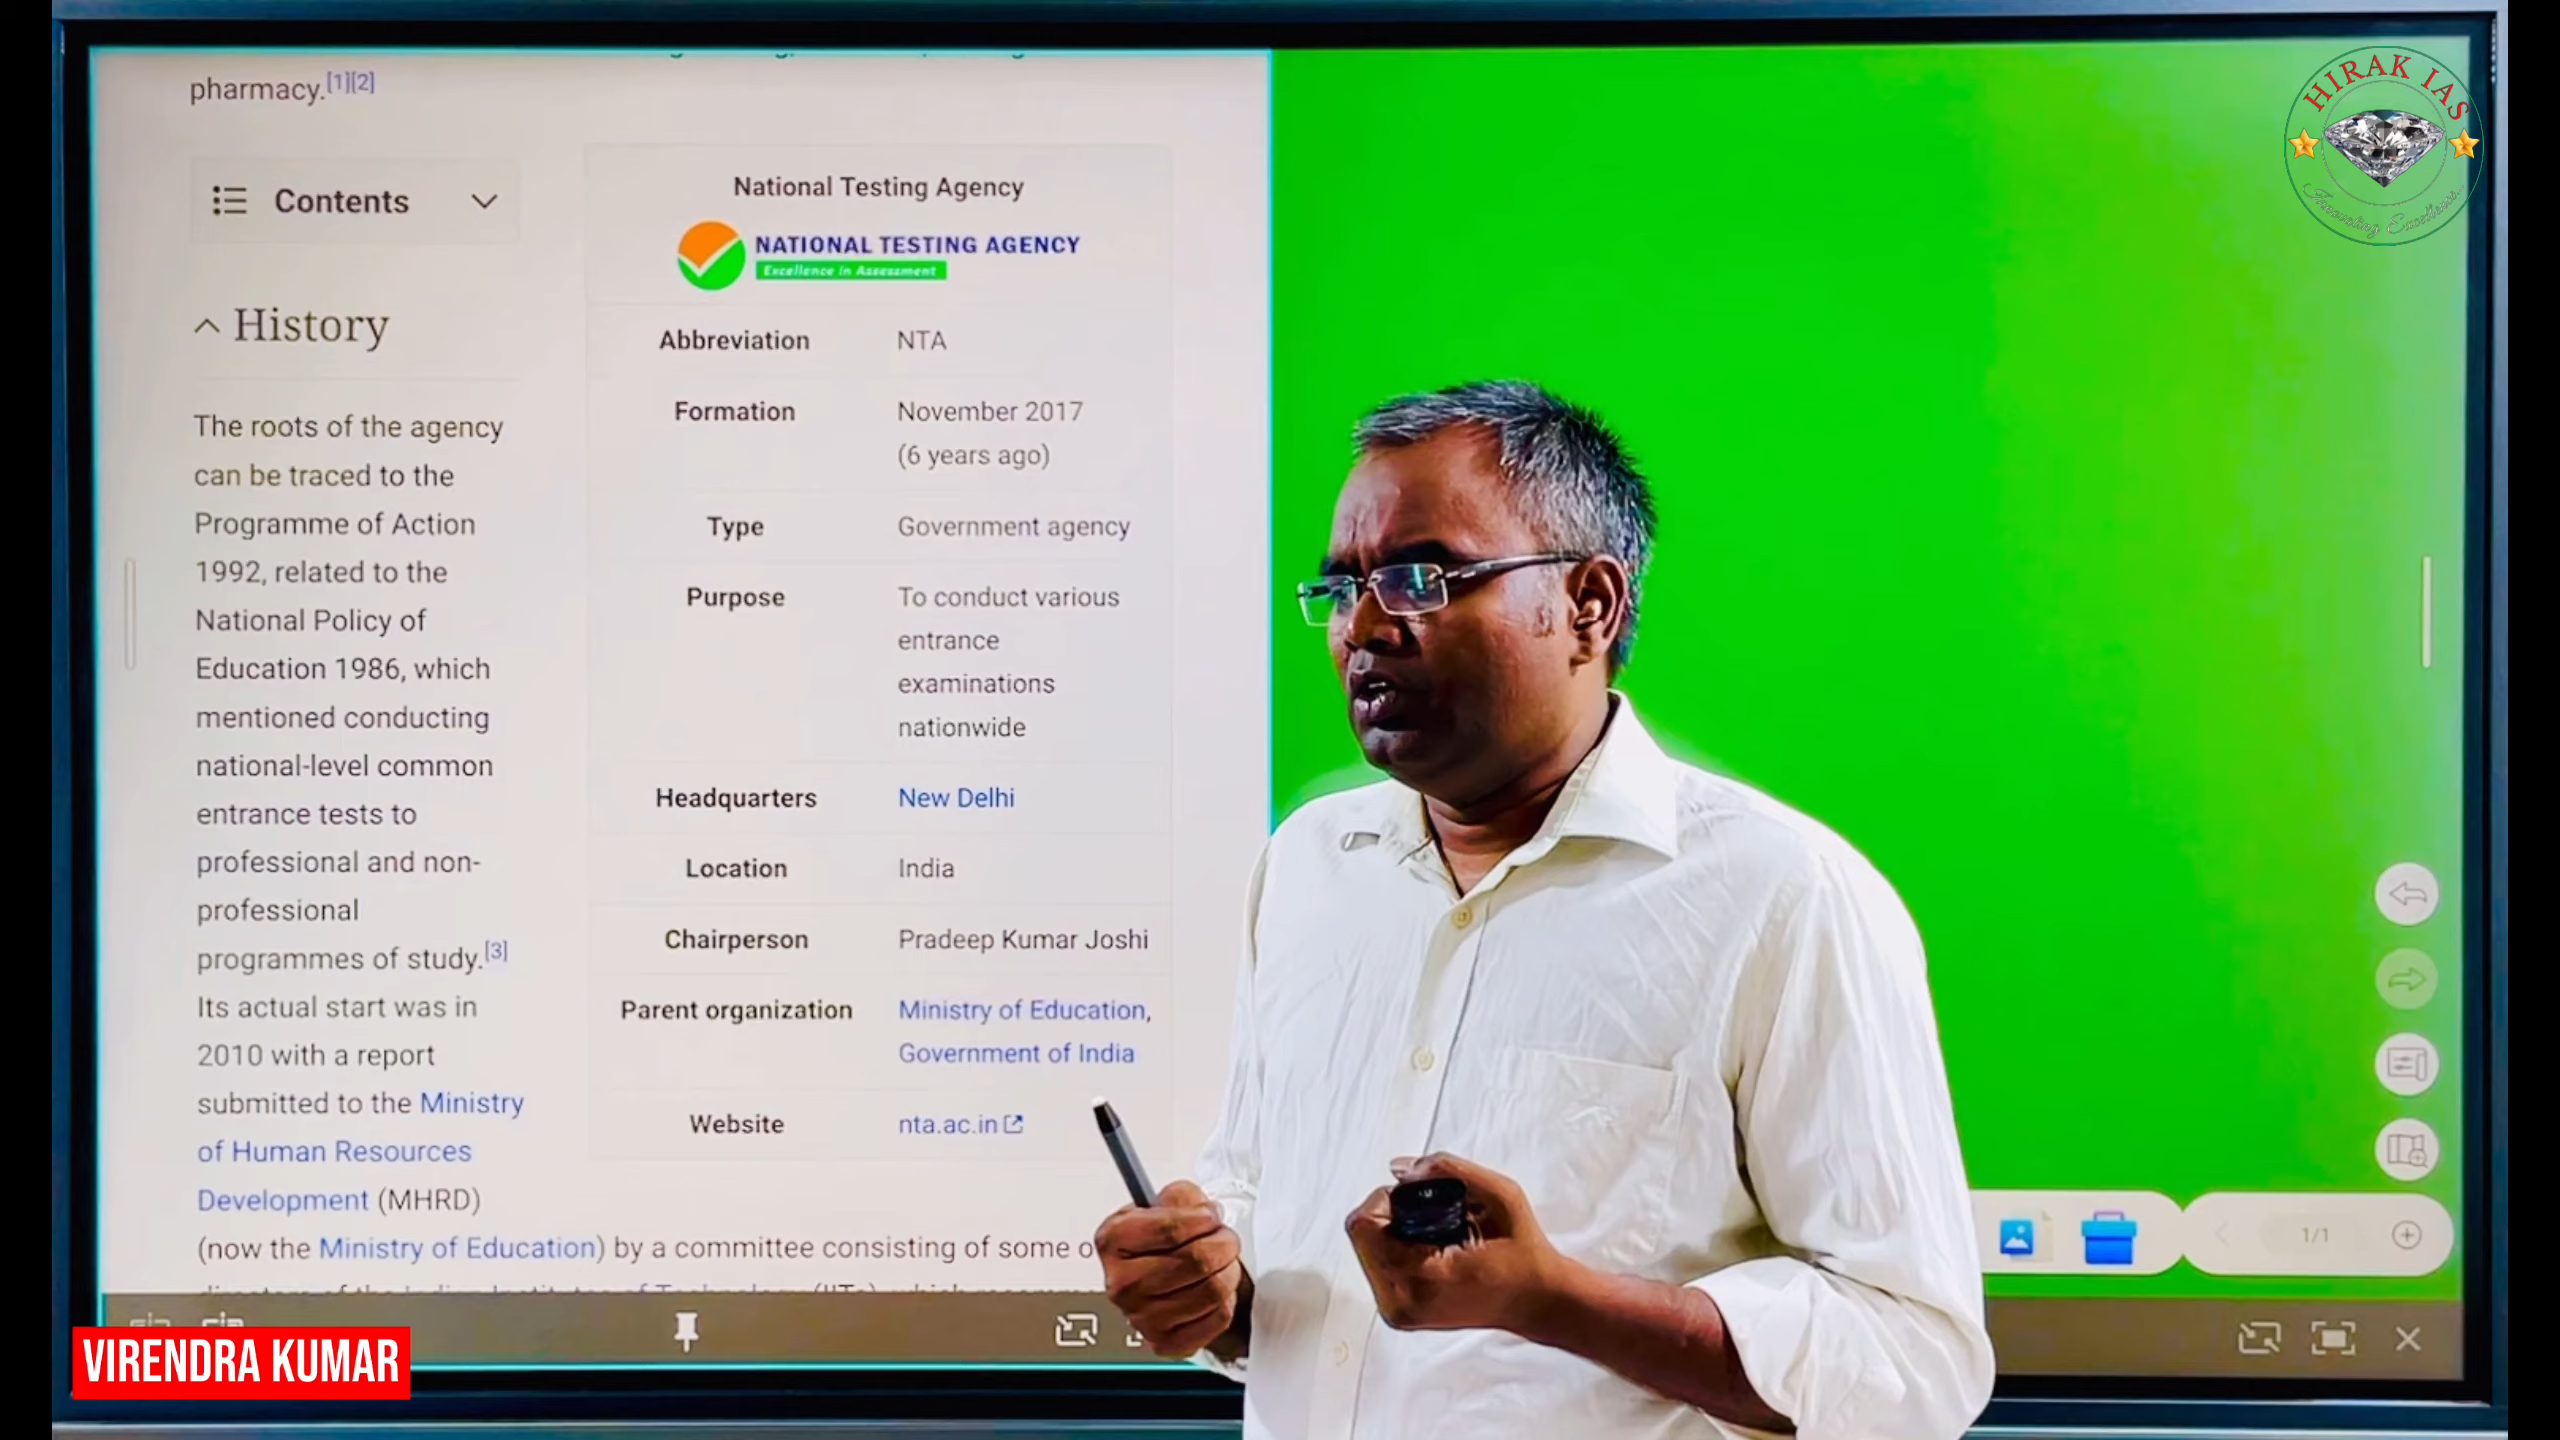 pharmacy.[1][2]
Contents
History
The roots of the agency
can be traced to the
Programme of Action
1992, related to the
National Policy of
Education 1986, which
mentioned conducting
national-level common
entrance tests to
professional and non-
professional
programmes of study.[3]
Its actual start was in
2010 with a report
submitted to the Ministry
of Human Resources
Development (MHRD)
(now the Ministry of Education) by a committee consisting of some o
National Testing Agency
NATIONAL TESTING AGENCY
Excellence in Assessment
Abbreviation NTA
Formation November 2017
(6 years ago)
Type Government agency
Purpose To conduct various
entrance
examinations
nationwide
Headquarters New Delhi
Location India
Chairperson Pradeep Kumar Joshi
Parent organization Ministry of Education,
Government of India
Website nta.ac.in
HIRAK IAS
1/1
VIRENDRA KUMAR